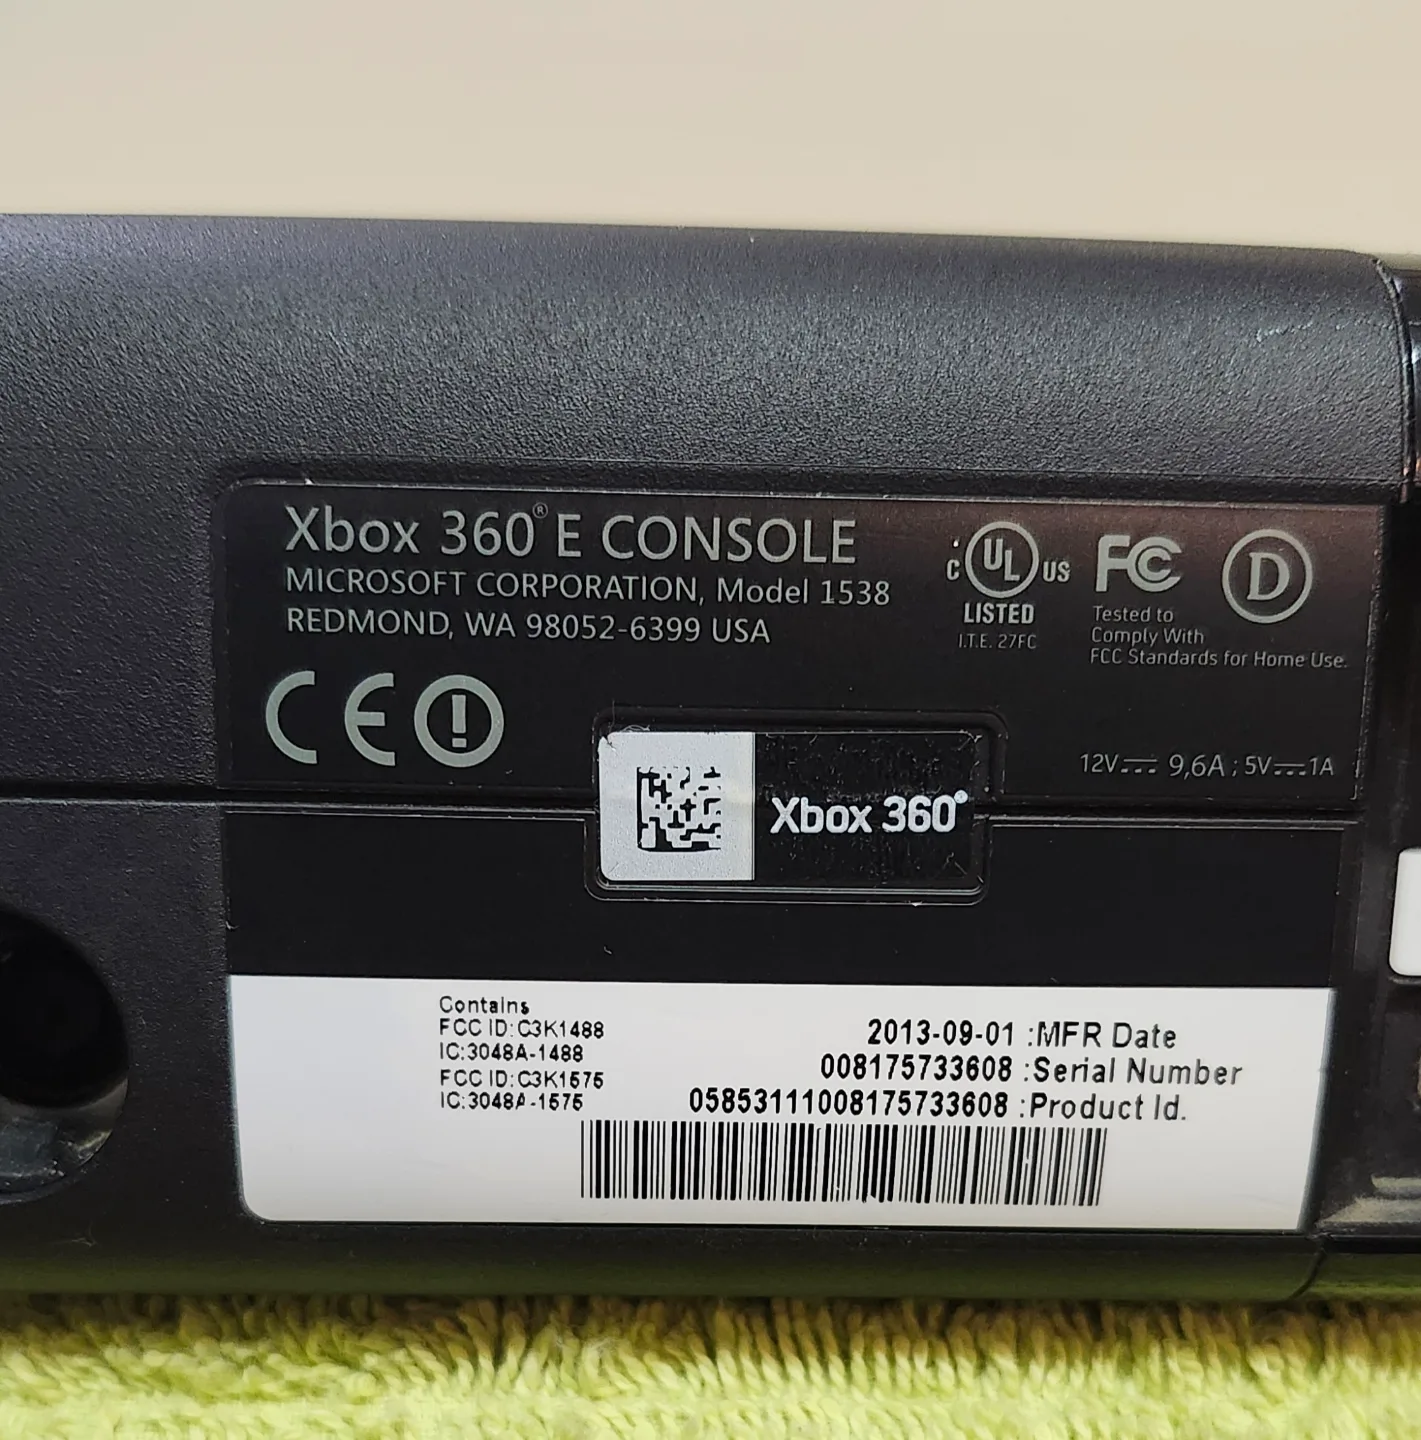 Xbox 360® E CONSOLE
MICROSOFT CORPORATION, Model 1538
REDMOND, WA 98052-6399 USA
C UL US
LISTED
I.T.E. 27FC
FC
Tested to
Comply With
FCC Standards for Home Use.
D
CE
12V⎓ 9,6A ; 5V⎓1A
Xbox 360®
Contains
FCC ID:C3K1488
IC:3048A-1488
FCC ID:C3K1575
IC:3048A-1575
2013-09-01 :MFR Date
008175733608 :Serial Number
05853111008175733608 :Product Id.